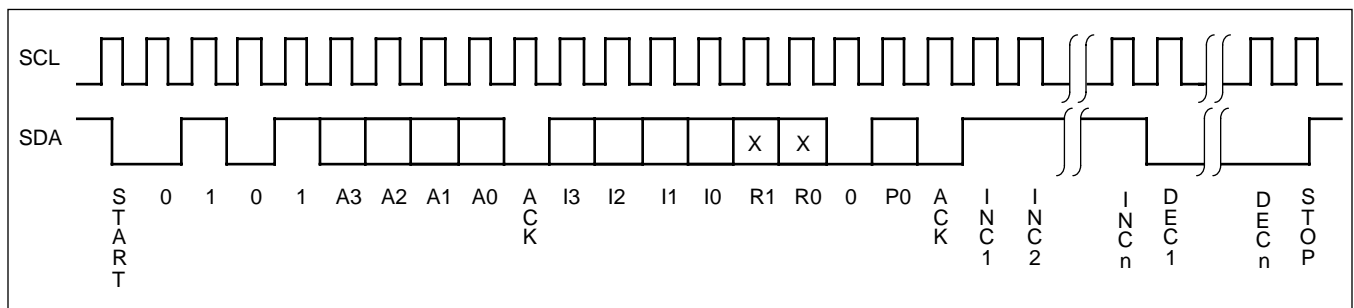 SCL
SDA
X X
START 0 1 0 1 A3 A2 A1 A0 ACK I3 I2 I1 I0 R1 R0 0 P0 ACK INC1 INC2 INCn DEC1 DECn STOP